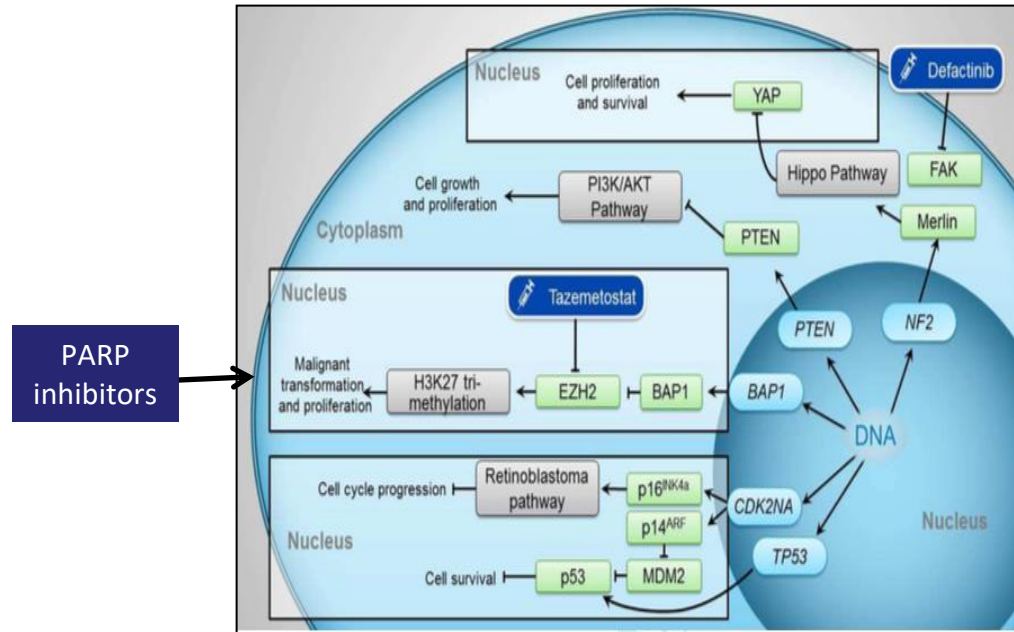 Nucleus
Cell proliferation
and survival
YAP
Defactinib
Hippo Pathway
FAK
Cell growth
and proliferation
PI3K/AKT
Pathway
Merlin
Cytoplasm
PTEN
Nucleus
Tazemetostat
PTEN
NF2
PARP
inhibitors
Malignant
transformation
and proliferation
H3K27 tri-
methylation
EZH2
BAP1
BAP1
DNA
Cell cycle progression
Retinoblastoma
pathway
p16INK4a
CDK2NA
p14ARF
Nucleus
Nucleus
TP53
Cell survival
p53
MDM2